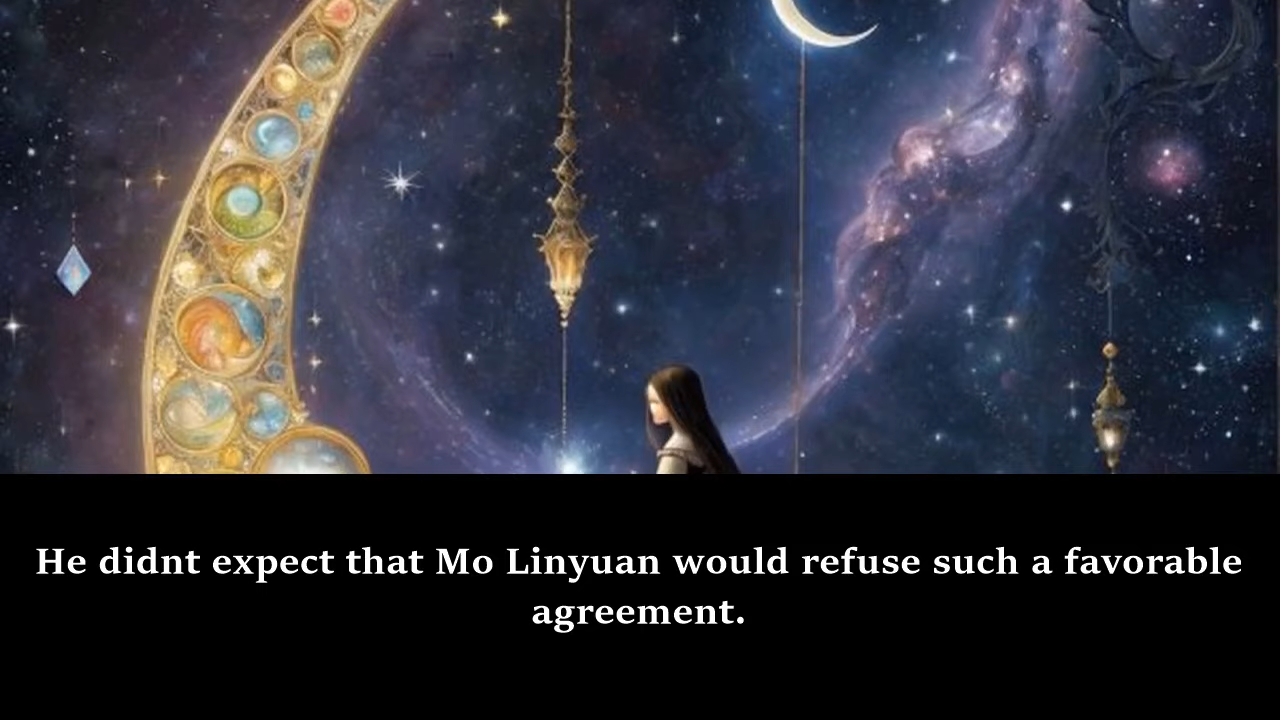 He didnt expect that Mo Linyuan would refuse such a favorable
agreement.